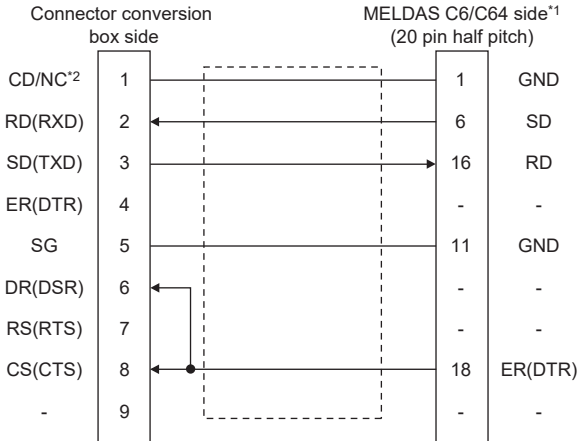 Connector conversion box side
MELDAS C6/C64 side*1 (20 pin half pitch)
CD/NC*2 1 1 GND
RD(RXD) 2 6 SD
SD(TXD) 3 16 RD
ER(DTR) 4 - -
SG 5 11 GND
DR(DSR) 6 - -
RS(RTS) 7 - -
CS(CTS) 8 18 ER(DTR)
- 9 - -